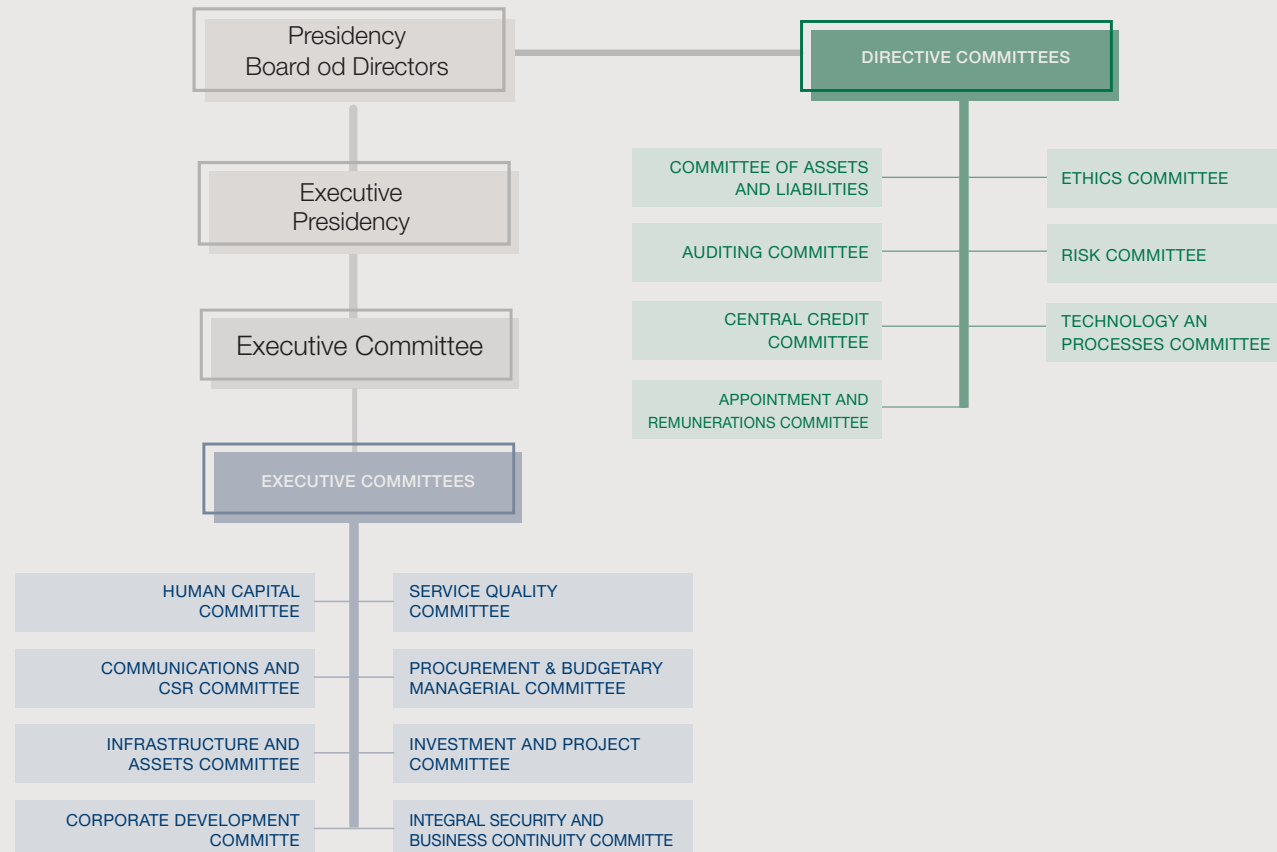 Presidency
Board od Directors
DIRECTIVE COMMITTEES
Executive
Presidency
Executive Committee
COMMITTEE OF ASSETS
AND LIABILITIES
ETHICS COMMITTEE
AUDITING COMMITTEE
RISK COMMITTEE
CENTRAL CREDIT
COMMITTEE
TECHNOLOGY AN
PROCESSES COMMITTEE
APPOINTMENT AND
REMUNERATIONS COMMITTEE
EXECUTIVE COMMITTEES
HUMAN CAPITAL
COMMITTEE
SERVICE QUALITY
COMMITTEE
COMMUNICATIONS AND
CSR COMMITTEE
PROCUREMENT & BUDGETARY
MANAGERIAL COMMITTEE
INFRASTRUCTURE AND
ASSETS COMMITTEE
INVESTMENT AND PROJECT
COMMITTEE
CORPORATE DEVELOPMENT
COMMITTE
INTEGRAL SECURITY AND
BUSINESS CONTINUITY COMMITTE